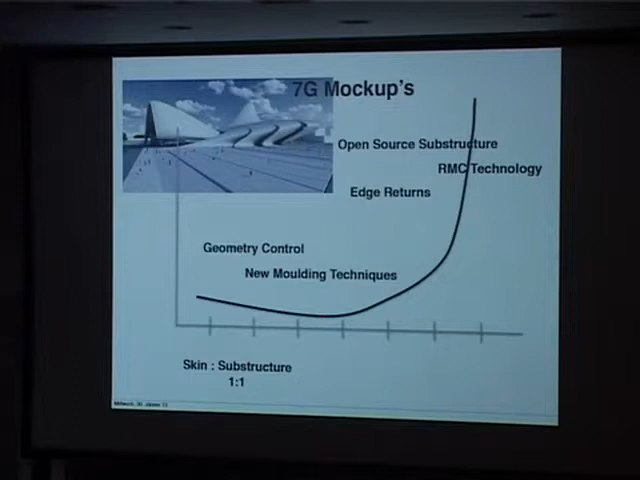 7G Mockup's
Open Source Substructure
RMC Technology
Edge Returns
Geometry Control
New Moulding Techniques
Skin : Substructure
1:1